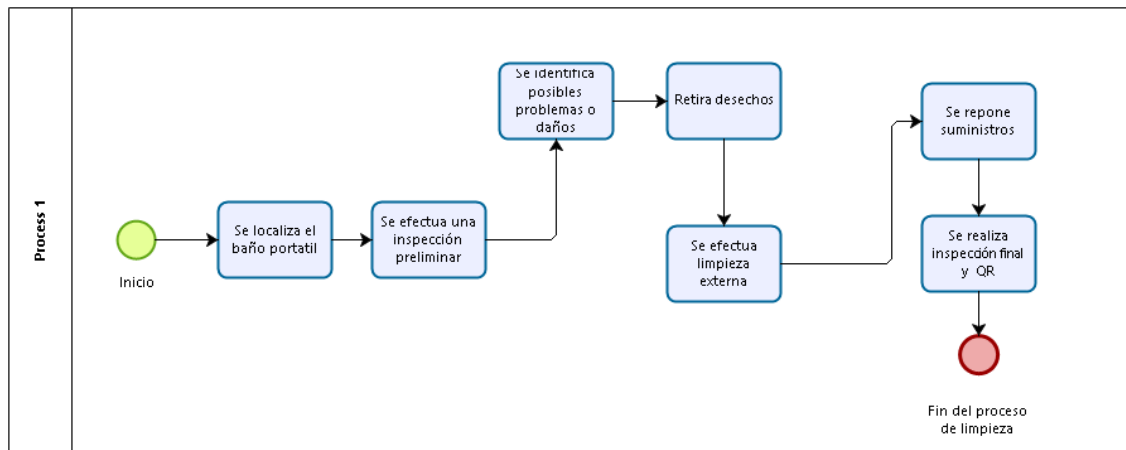 Process 1
Inicio
Se localiza el
baño portatil
Se efectua una
inspección
preliminar
Se identifica
posibles
problemas o
daños
Retira desechos
Se efectua
limpieza
externa
Se repone
suministros
Se realiza
inspección final
y QR
Fin del proceso
de limpieza